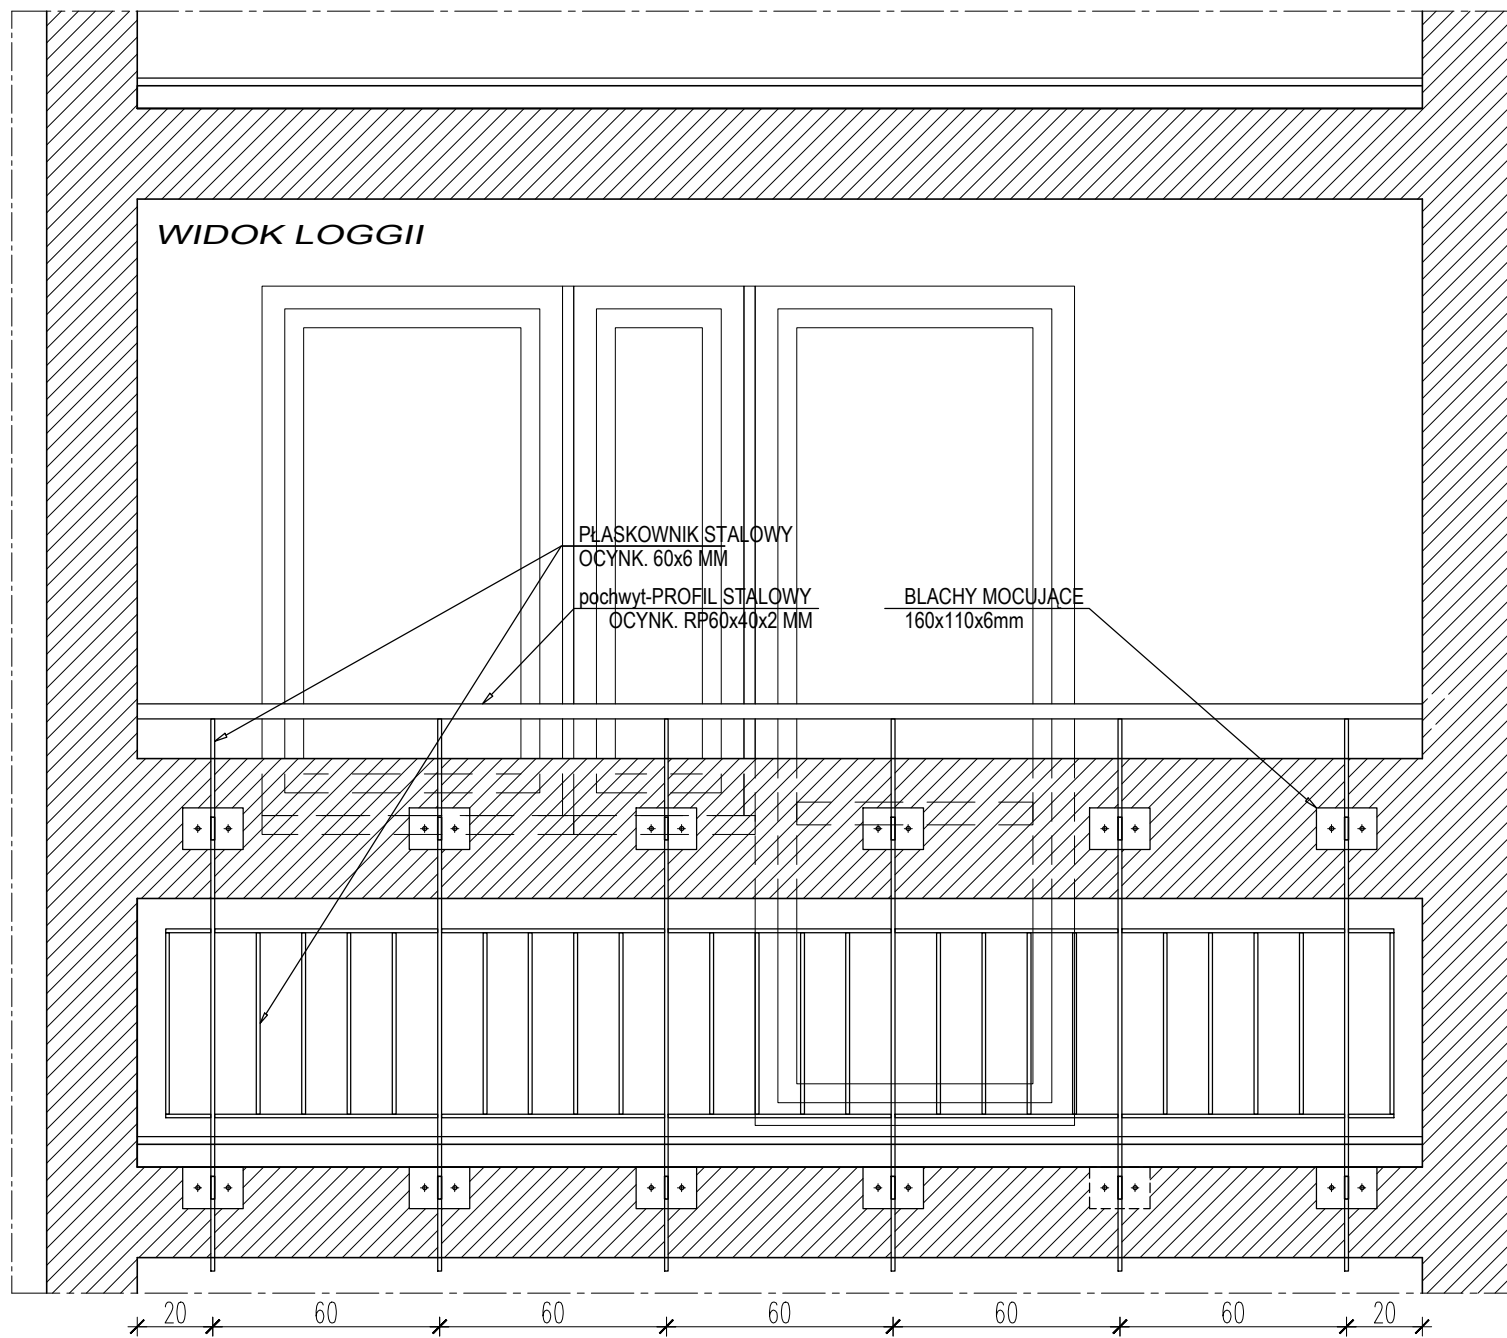 WIDOK LOGGII
PŁASKOWNIK STALOWY
OCYNK. 60x6 MM
pochwyt-PROFIL STALOWY
OCYNK. RP60x40x2 MM
BLACHY MOCUJACE
160x110x6mm
20 60 60 60 60 60 20